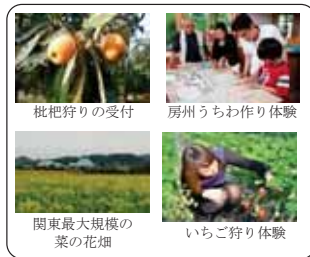 枇杷狩りの受付
房州うちわ作り体験
関東最大規模の
菜の花畑
いちご狩り体験